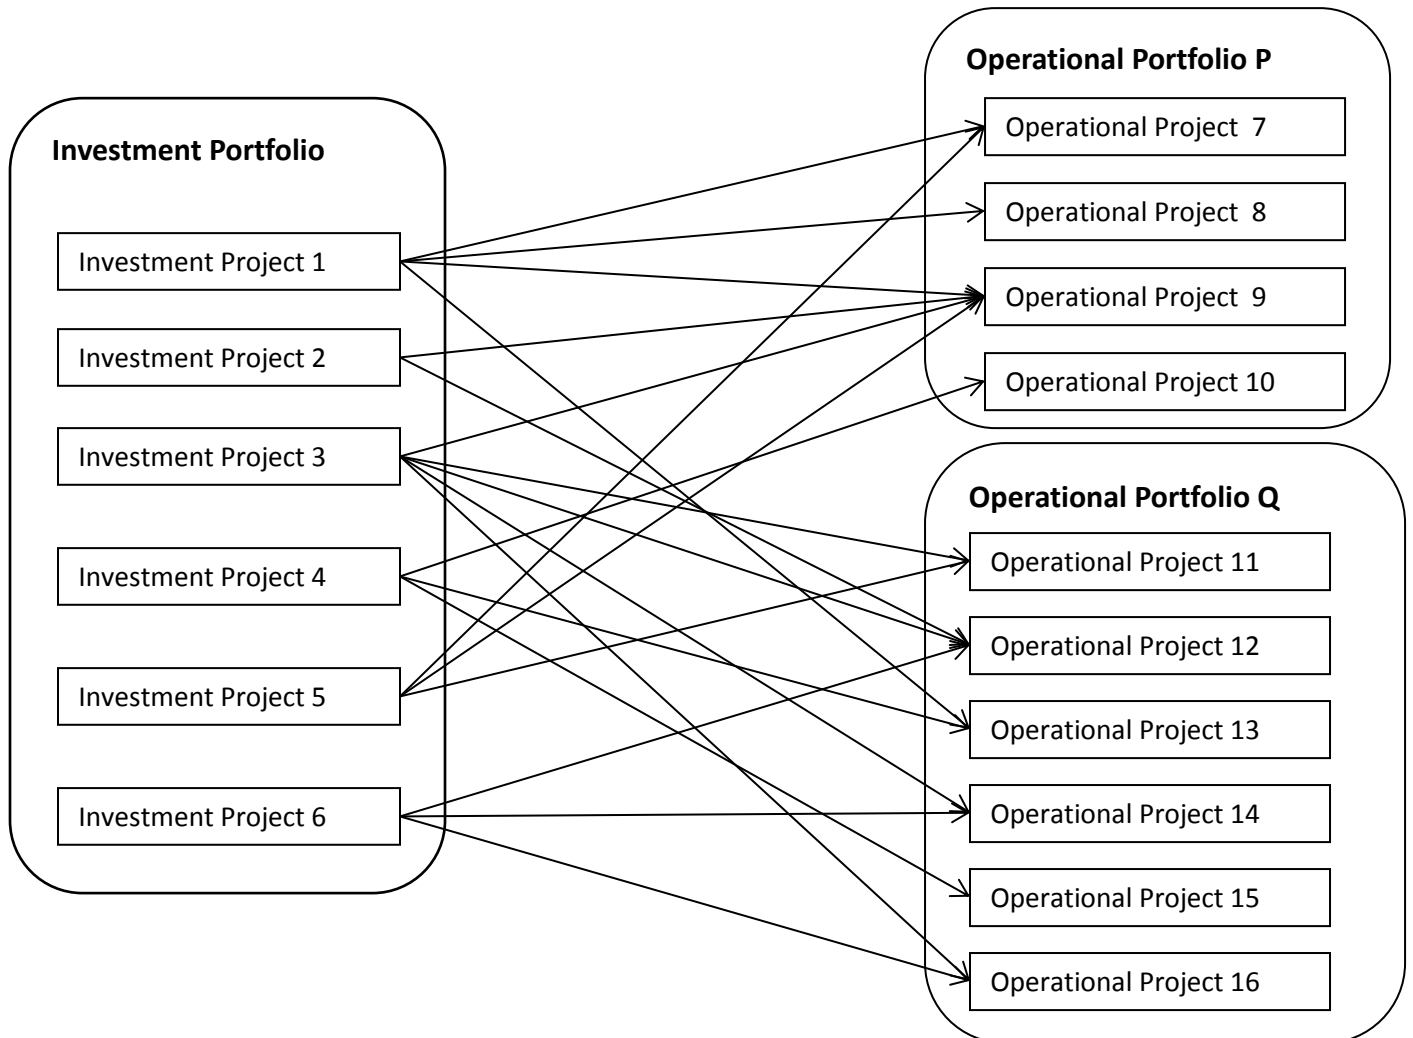 Investment Portfolio
Investment Project 1
Investment Project 2
Investment Project 3
Investment Project 4
Investment Project 5
Investment Project 6
Operational Portfolio P
Operational Project 7
Operational Project 8
Operational Project 9
Operational Project 10
Operational Portfolio Q
Operational Project 11
Operational Project 12
Operational Project 13
Operational Project 14
Operational Project 15
Operational Project 16